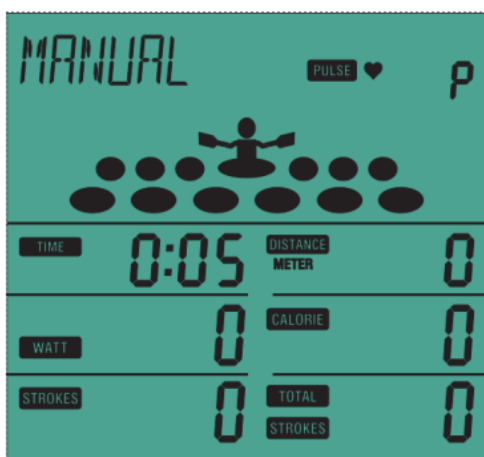 MANUAL PULSE P
TIME 0:05 DISTANCE METER 0
WATT 0 CALORIE 0
STROKES 0 TOTAL STROKES 0